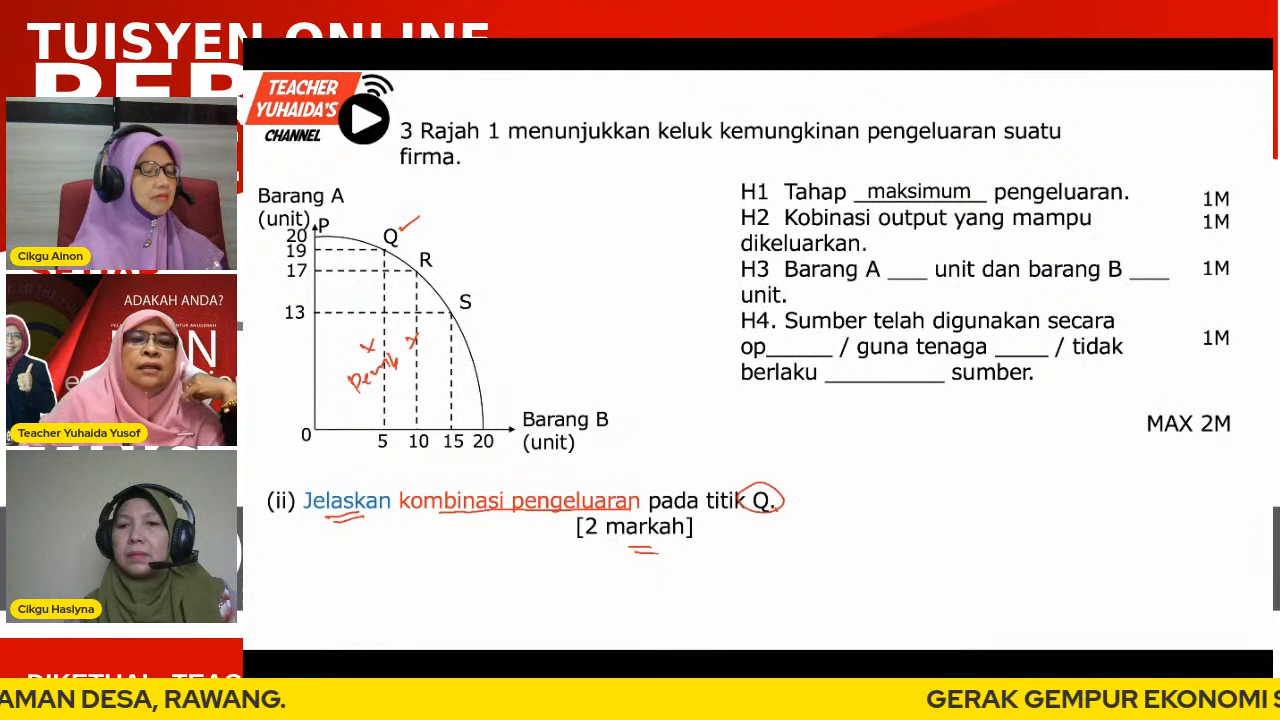 TUISYEN ONLINE
TEACHER
YUHAIDA'S
CHANNEL
3 Rajah 1 menunjukkan keluk kemungkinan pengeluaran suatu
firma.
Barang A
(unit)
P
20
19
17
13
0
Q
R
S
5 10 15 20
Barang B
(unit)
H1 Tahap maksimum pengeluaran. 1M
H2 Kobinasi output yang mampu 1M
dikeluarkan.
H3 Barang A ___ unit dan barang B ___ 1M
unit.
H4. Sumber telah digunakan secara
op_____ / guna tenaga ____ / tidak 1M
berlaku _________ sumber.
MAX 2M
(ii) Jelaskan kombinasi pengeluaran pada titik Q.
[2 markah]
Cikgu Ainon
ADAKAH ANDA?
Teacher Yuhaida Yusof
Cikgu Haslyna
AMAN DESA, RAWANG.
GERAK GEMPUR EKONOMI S